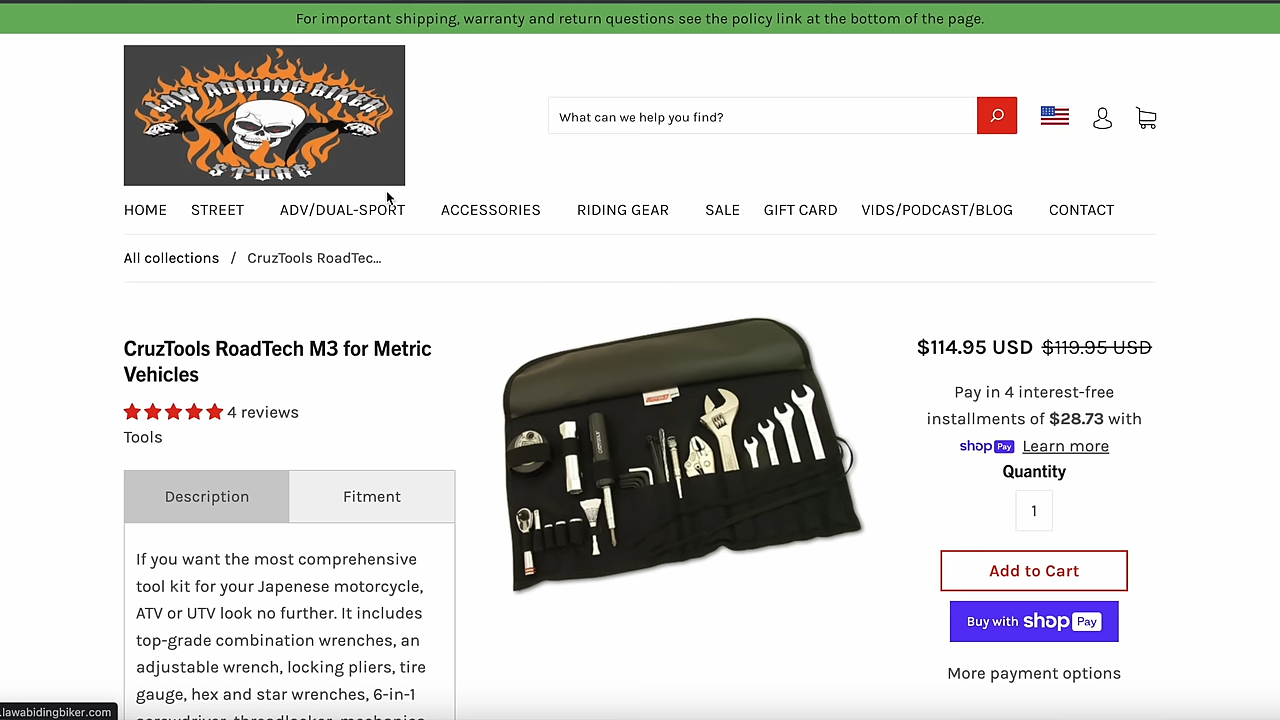 For important shipping, warranty and return questions see the policy link at the bottom of the page.
LAW ABIDING BIKER
STORE
What can we help you find?
HOME STREET ADV/DUAL-SPORT ACCESSORIES RIDING GEAR SALE GIFT CARD VIDS/PODCAST/BLOG CONTACT
All collections / CruzTools RoadTec...
CruzTools RoadTech M3 for Metric
Vehicles
4 reviews
Tools
Description Fitment
If you want the most comprehensive
tool kit for your Japenese motorcycle,
ATV or UTV look no further. It includes
top-grade combination wrenches, an
adjustable wrench, locking pliers, tire
gauge, hex and star wrenches, 6-in-1
screwdriver, threadlocker, mechanics
$114.95 USD $119.95 USD
Pay in 4 interest-free
installments of $28.73 with
shop Pay Learn more
Quantity
1
Add to Cart
Buy with shop Pay
More payment options
.lawabidingbiker.com